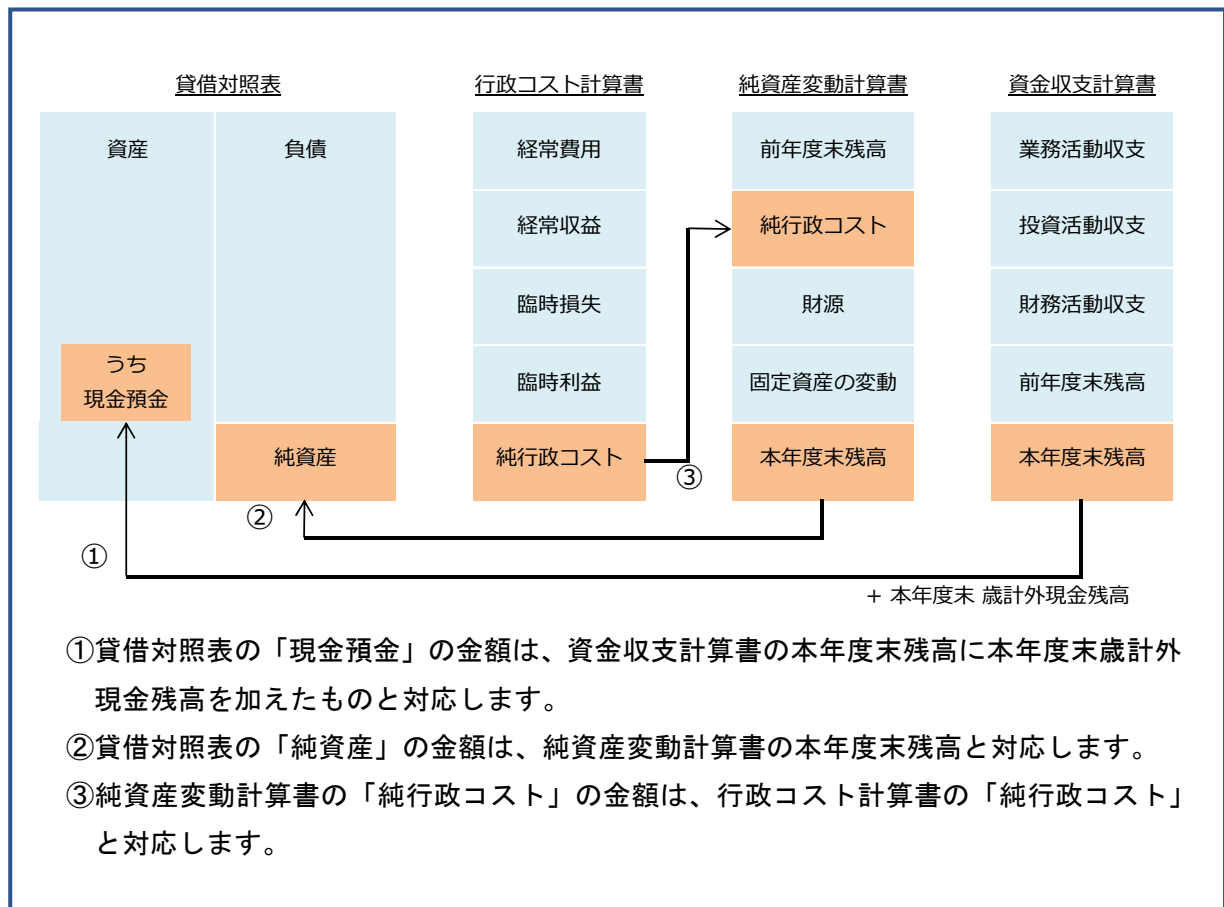 貸借対照表
資産
負債
うち
現金預金
純資産
行政コスト計算書
経常費用
経常収益
臨時損失
臨時利益
純行政コスト
純資産変動計算書
前年度末残高
純行政コスト
財源
固定資産の変動
本年度末残高
資金収支計算書
業務活動収支
投資活動収支
財務活動収支
前年度末残高
本年度末残高
③
②
①
+ 本年度末 歳計外現金残高
①貸借対照表の「現金預金」の金額は、資金収支計算書の本年度末残高に本年度末歳計外
現金残高を加えたものと対応します。
②貸借対照表の「純資産」の金額は、純資産変動計算書の本年度末残高と対応します。
③純資産変動計算書の「純行政コスト」の金額は、行政コスト計算書の「純行政コスト」
と対応します。